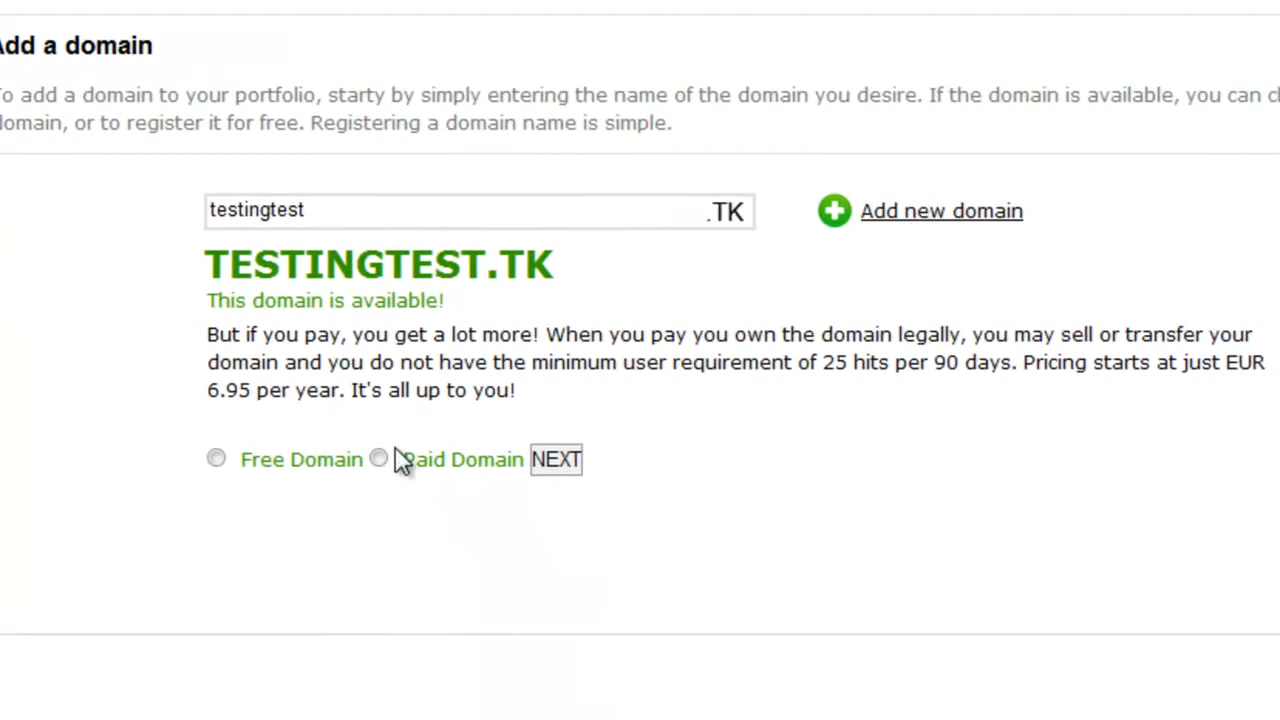 Add a domain
To add a domain to your portfolio, starty by simply entering the name of the domain you desire. If the domain is available, you can
domain, or to register it for free. Registering a domain name is simple.
testingtest .TK Add new domain
TESTINGTEST.TK
This domain is available!
But if you pay, you get a lot more! When you pay you own the domain legally, you may sell or transfer your
domain and you do not have the minimum user requirement of 25 hits per 90 days. Pricing starts at just EUR
6.95 per year. It's all up to you!
Free Domain Paid Domain NEXT